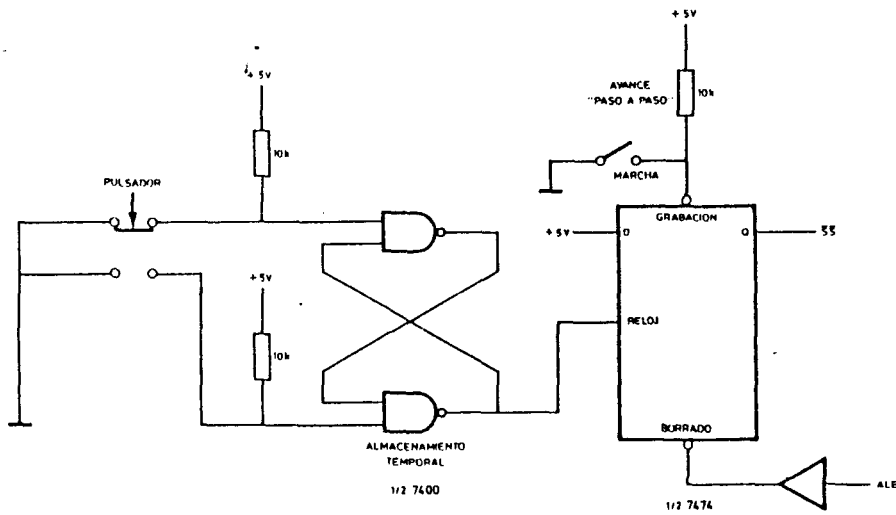 +5V
+5V
10k
AVANCE
"PASO A PASO"
10k
PULSADOR
MARCHA
GRABACION
+5V
D
Q
SS
+5V
10k
RELOJ
BURRADO
ALMACENAMIENTO
TEMPORAL
1/2 7400
1/2 7474
ALE